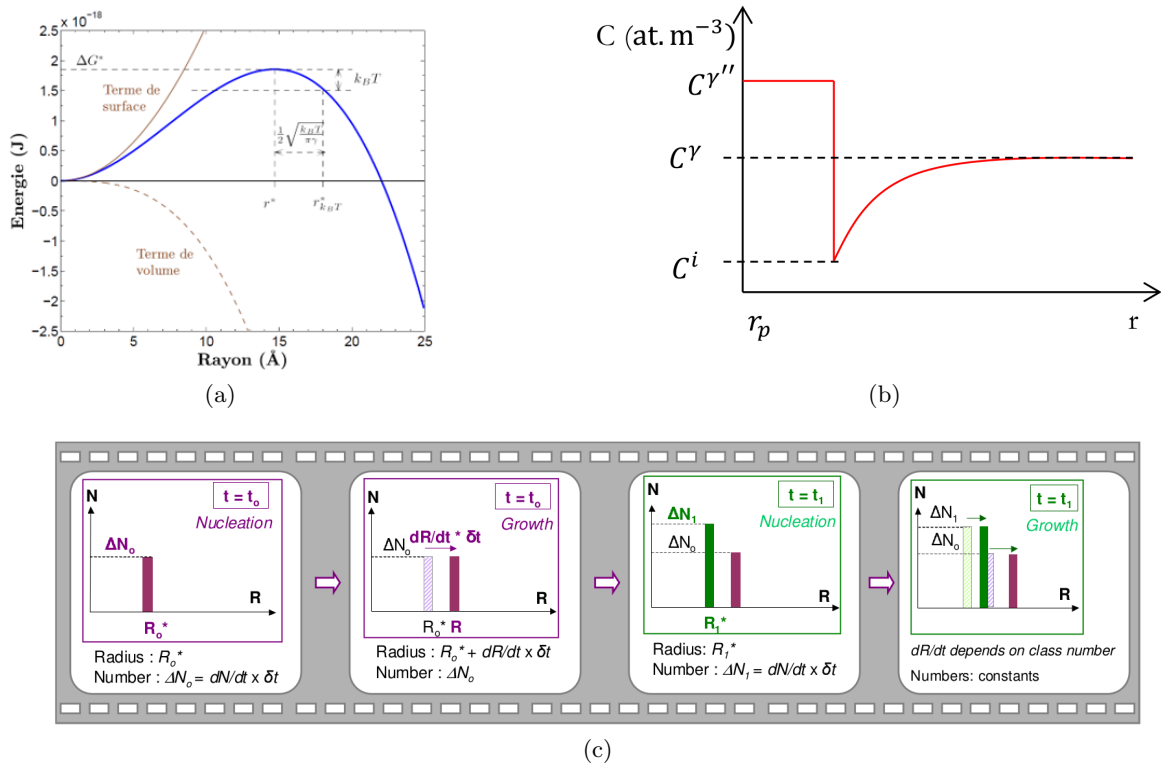 × 10⁻¹⁸
2.5
2
1.5
1
0.5
0
−0.5
−1
−1.5
−2
−2.5
Energie (J)
ΔG*
Terme de
surface
k_BT
½√(k_BT/πγ)
r*
r*_{k_BT}
Terme de
volume
0
5
10
15
20
25
Rayon (Å)
(a)
C (at. m⁻³)
C^γ′′
C^γ
C^i
r_p
r
(b)
N
t = t₀
Nucleation
ΔN₀
R
R₀*
Radius : R₀*
Number : ΔN₀ = dN/dt x δt
N
t = t₀
Growth
dR/dt * δt
ΔN₀
R
R₀* R
Radius : R₀* + dR/dt x δt
Number : ΔN₀
N
t = t₁
Nucleation
ΔN₁
ΔN₀
R
R₁*
Radius : R₁*
Number : ΔN₁ = dN/dt x δt
N
t = t₁
Growth
ΔN₁
ΔN₀
R
dR/dt depends on class number
Numbers: constants
(c)